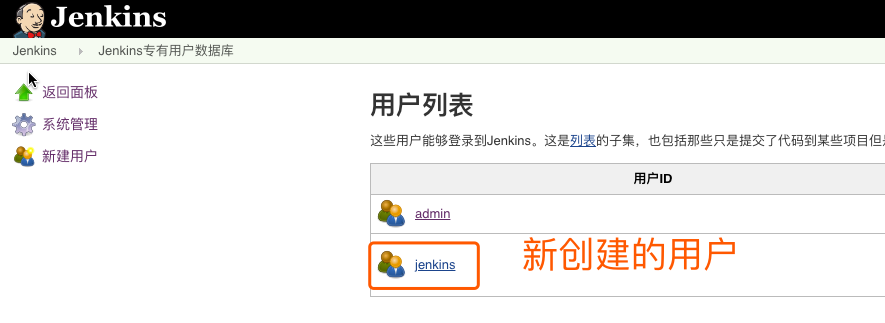 Jenkins
Jenkins Jenkins专有用户数据库
返回面板
系统管理
新建用户
用户列表
这些用户能够登录到Jenkins。这是列表的子集，也包括那些只是提交了代码到某些项目但
用户ID
admin
jenkins
新创建的用户